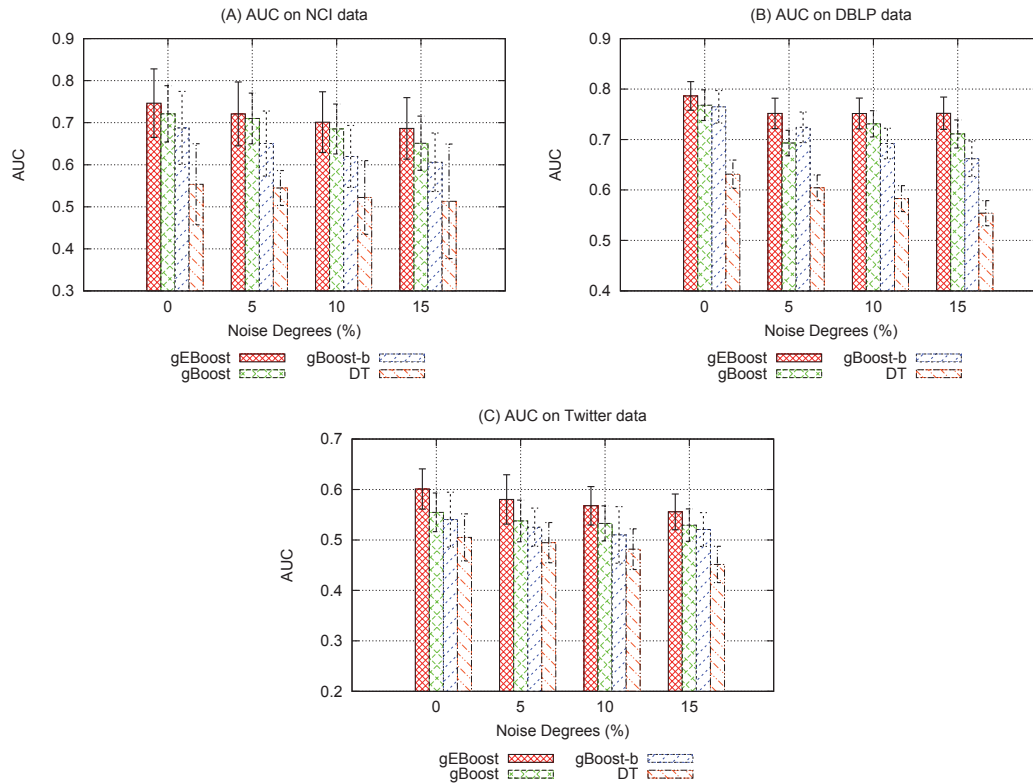 (A) AUC on NCI data
0.9
0.8
0.7
0.6
0.5
0.4
0.3
AUC
0 5 10 15
Noise Degrees (%)
gEBoost gBoost-b
gBoost DT
(B) AUC on DBLP data
0.9
0.8
0.7
0.6
0.5
0.4
AUC
0 5 10 15
Noise Degrees (%)
gEBoost gBoost-b
gBoost DT
(C) AUC on Twitter data
0.7
0.6
0.5
0.4
0.3
0.2
AUC
0 5 10 15
Noise Degrees (%)
gEBoost gBoost-b
gBoost DT